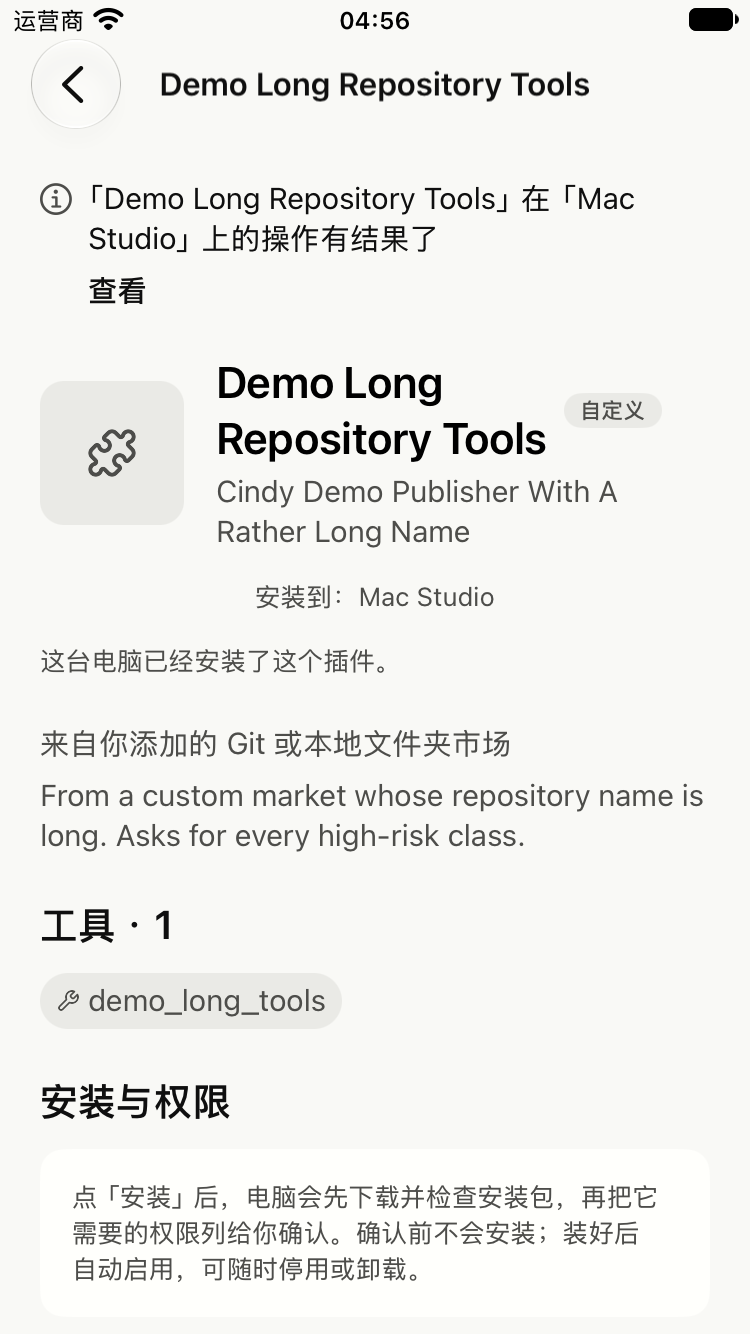 运营商
04:56
Demo Long Repository Tools
「Demo Long Repository Tools」在「Mac
Studio」上的操作有结果了
查看
Demo Long
Repository Tools
自定义
Cindy Demo Publisher With A
Rather Long Name
安装到：Mac Studio
这台电脑已经安装了这个插件。
来自你添加的 Git 或本地文件夹市场
From a custom market whose repository name is
long. Asks for every high-risk class.
工具 · 1
demo_long_tools
安装与权限
点「安装」后，电脑会先下载并检查安装包，再把它
需要的权限列给你确认。确认前不会安装；装好后
自动启用，可随时停用或卸载。